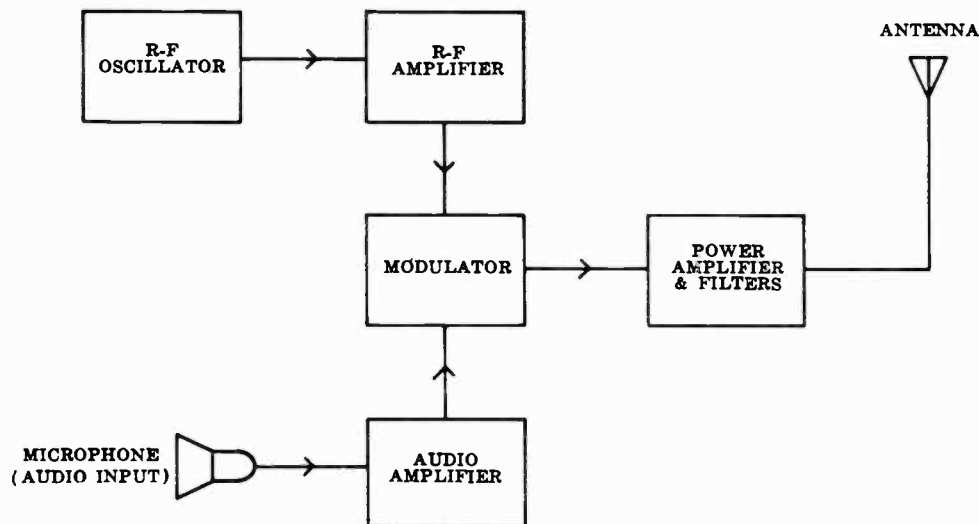 R-F
OSCILLATOR
R-F
AMPLIFIER
ANTENNA
MODULATOR
POWER
AMPLIFIER
& FILTERS
MICROPHONE
(AUDIO INPUT)
AUDIO
AMPLIFIER